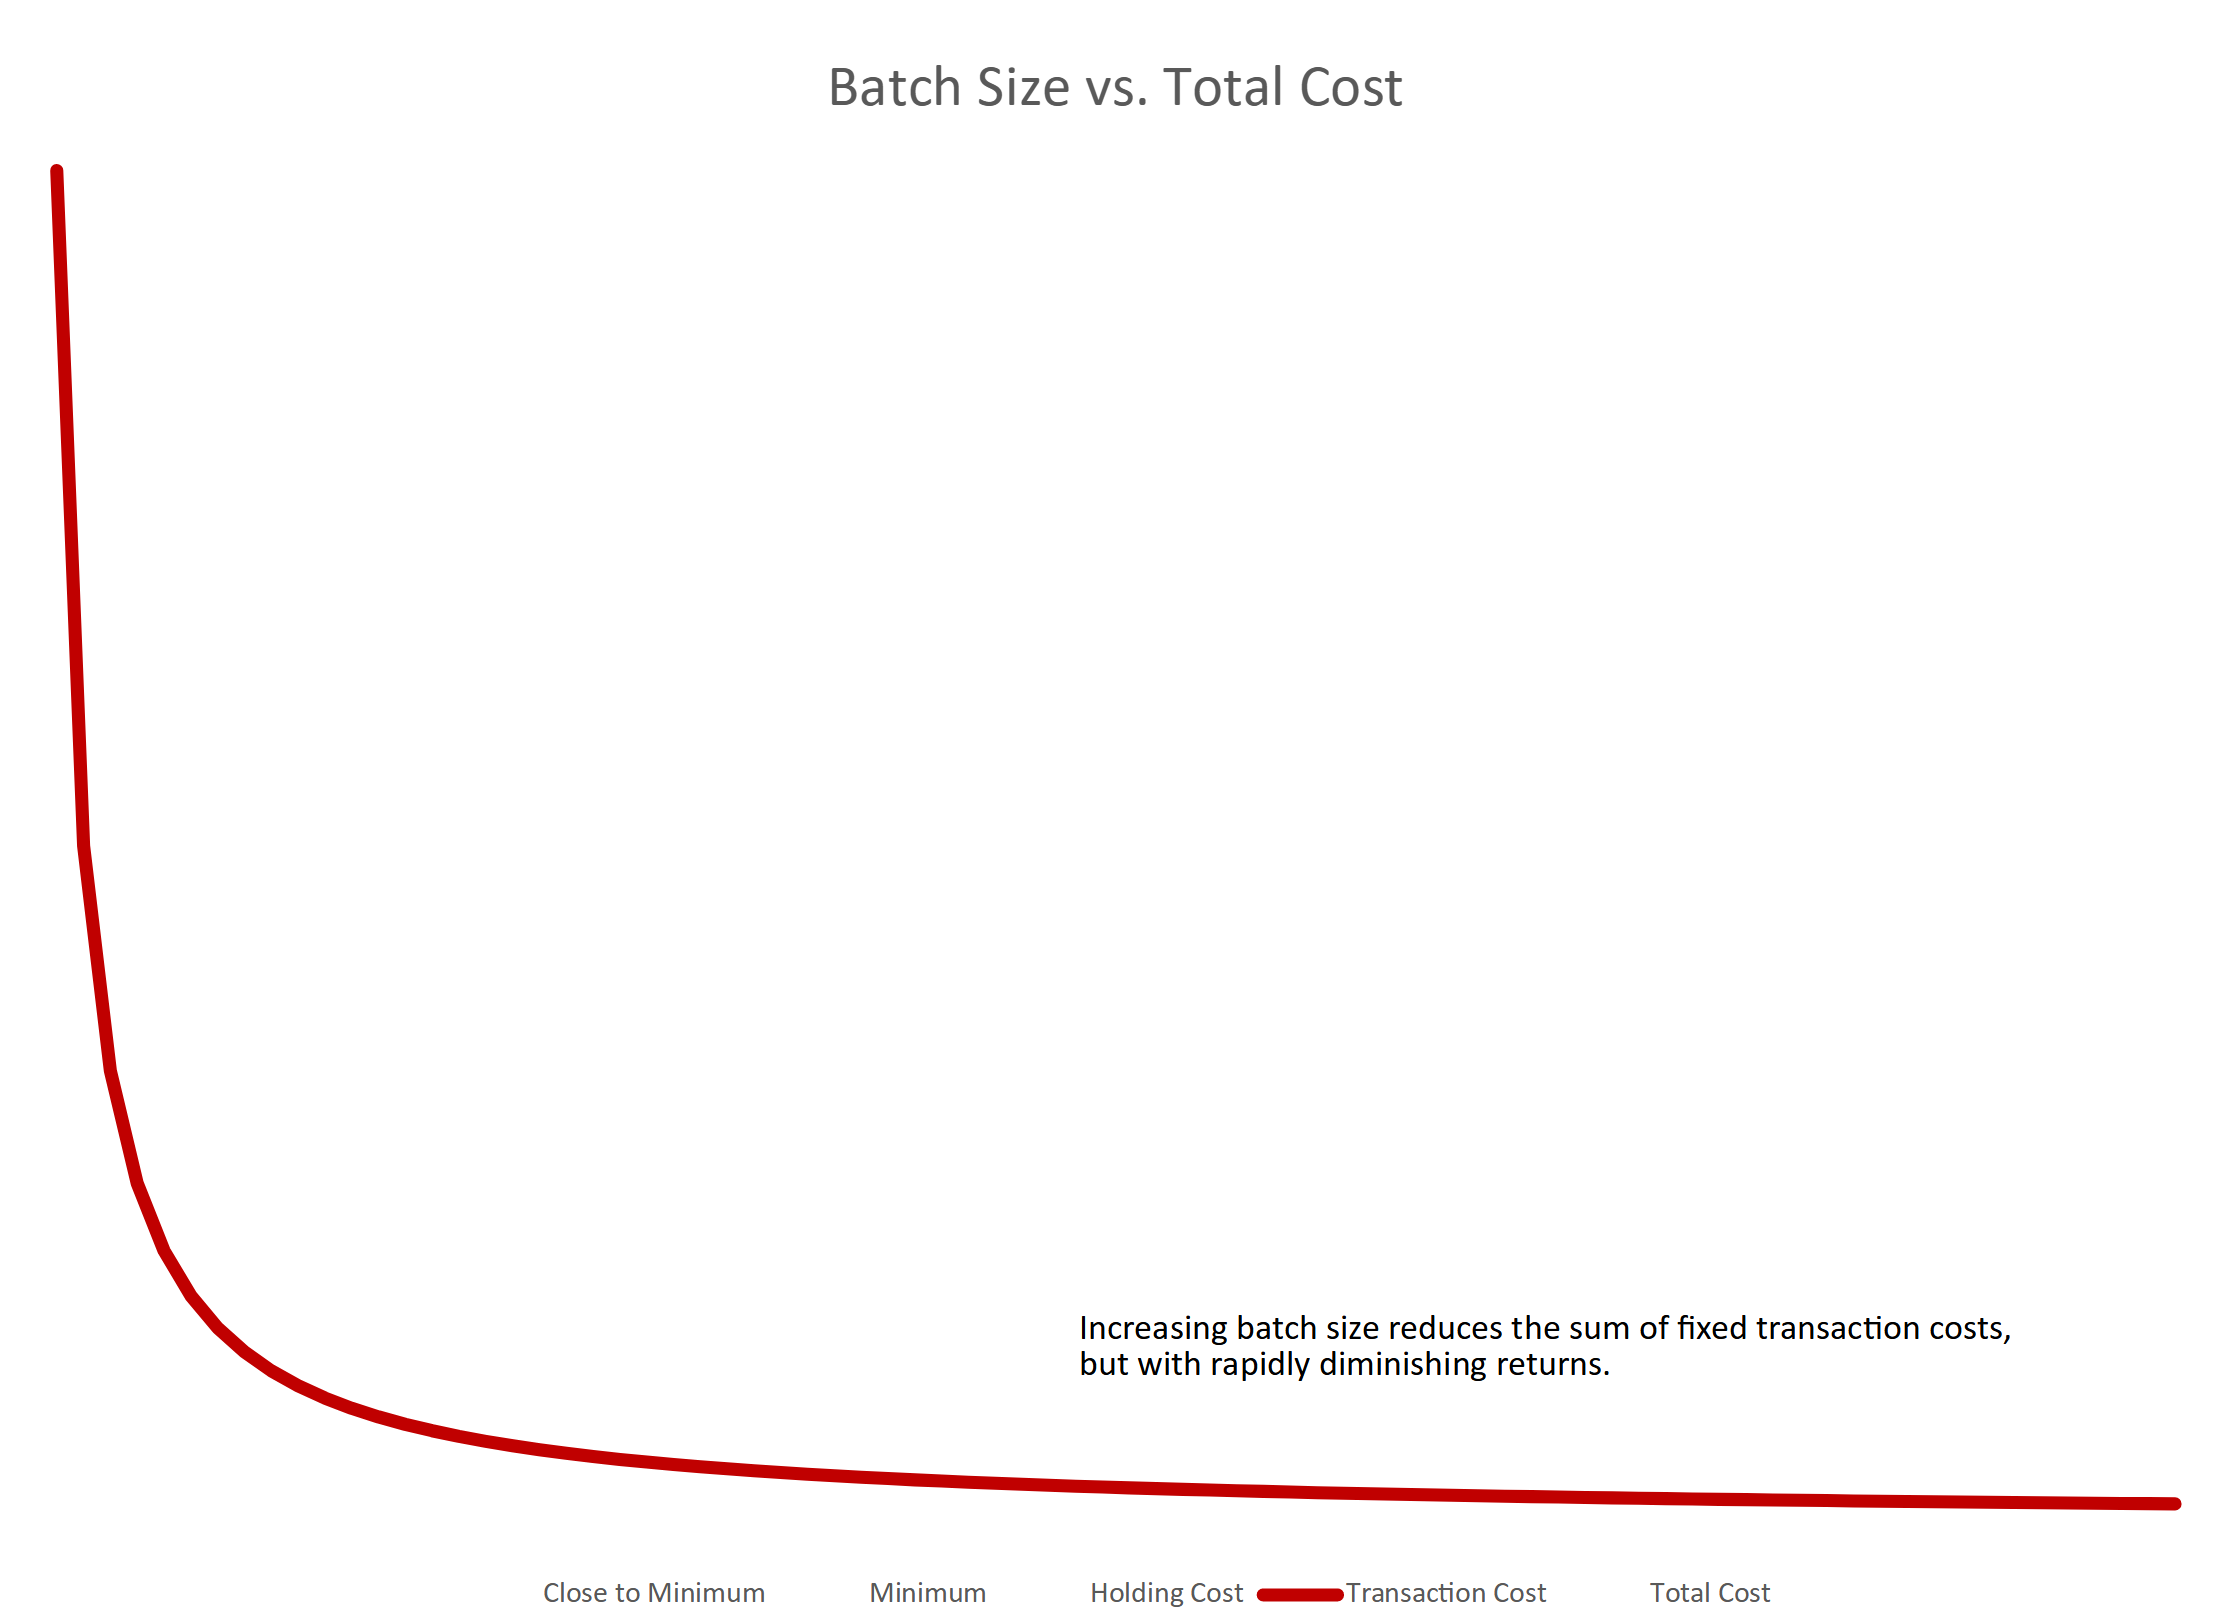 Batch Size vs. Total Cost
Increasing batch size reduces the sum of fixed transaction costs,
but with rapidly diminishing returns.
Close to Minimum Minimum Holding Cost Transaction Cost Total Cost